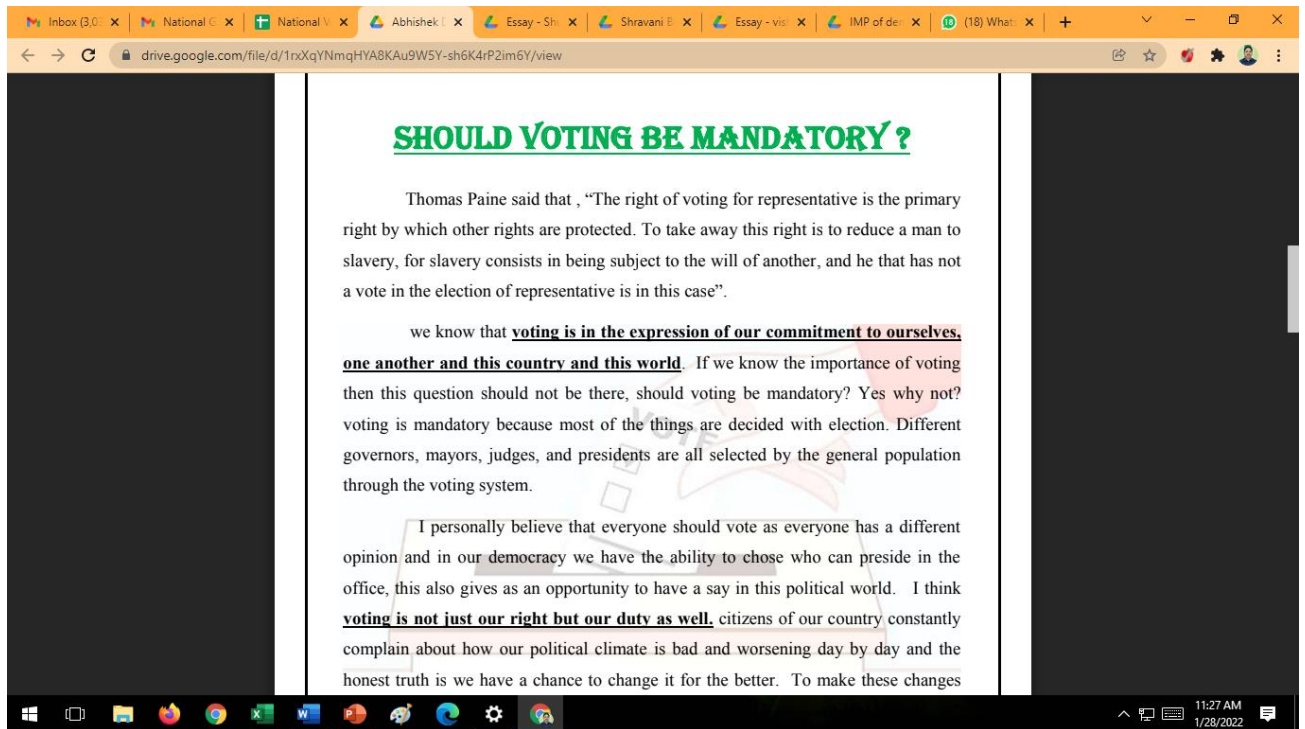 Inbox (3,0
National G
National V
Abhishek
Essay - Sh
Shravani
Essay - vis
IMP of de
(18) What
drive.google.com/file/d/1rxXqYNmqHYA8KAu9W5Y-sh6K4rP2im6Y/view
SHOULD VOTING BE MANDATORY ?
Thomas Paine said that , “The right of voting for representative is the primary
right by which other rights are protected. To take away this right is to reduce a man to
slavery, for slavery consists in being subject to the will of another, and he that has not
a vote in the election of representative is in this case”.
we know that voting is in the expression of our commitment to ourselves,
one another and this country and this world. If we know the importance of voting
then this question should not be there, should voting be mandatory? Yes why not?
voting is mandatory because most of the things are decided with election. Different
governors, mayors, judges, and presidents are all selected by the general population
through the voting system.
VOTE
I personally believe that everyone should vote as everyone has a different
opinion and in our democracy we have the ability to chose who can preside in the
office, this also gives as an opportunity to have a say in this political world. I think
voting is not just our right but our duty as well. citizens of our country constantly
complain about how our political climate is bad and worsening day by day and the
honest truth is we have a chance to change it for the better. To make these changes
11:27 AM
1/28/2022